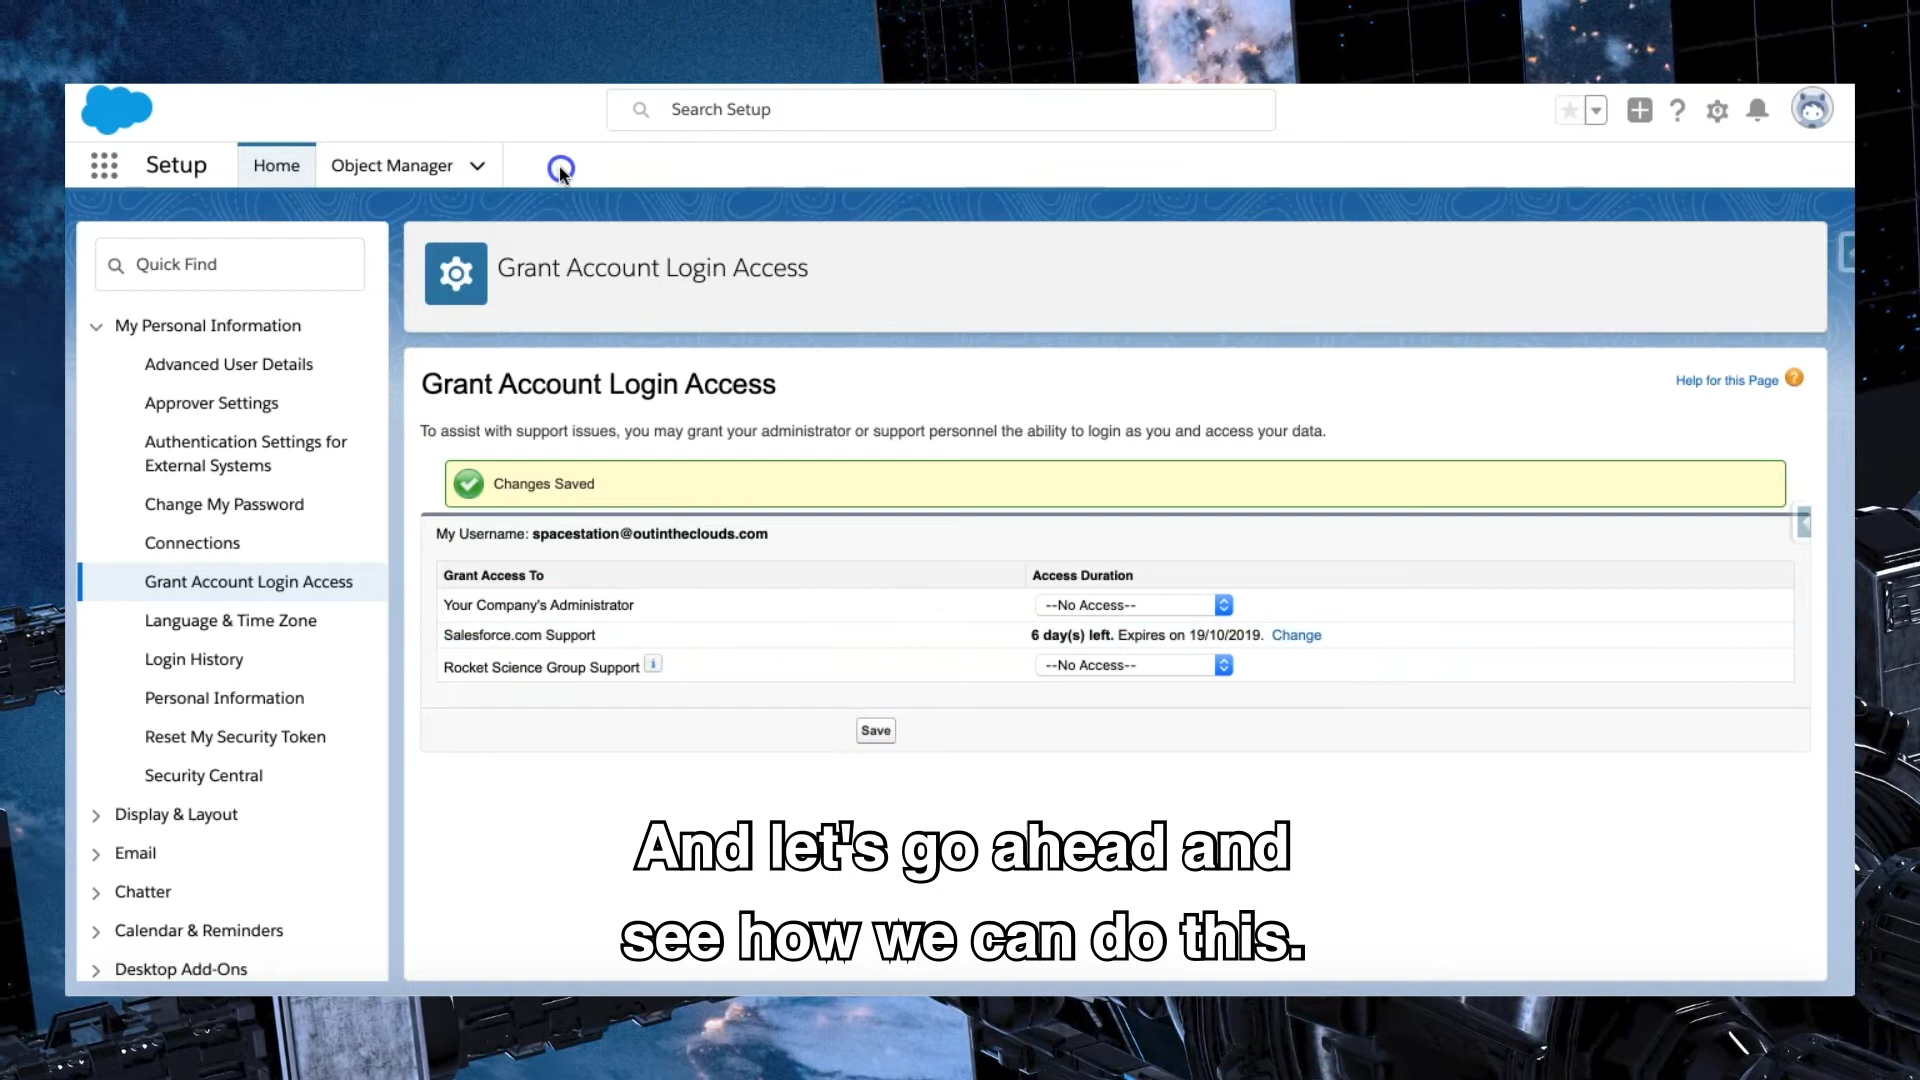 Search Setup
Setup
Home
Object Manager
Quick Find
My Personal Information
Advanced User Details
Approver Settings
Authentication Settings for
External Systems
Change My Password
Connections
Grant Account Login Access
Language & Time Zone
Login History
Personal Information
Reset My Security Token
Security Central
Display & Layout
Email
Chatter
Calendar & Reminders
Desktop Add-Ons
Grant Account Login Access
Grant Account Login Access
Help for this Page ?
To assist with support issues, you may grant your administrator or support personnel the ability to login as you and access your data.
Changes Saved
My Username: spacestation@outintheclouds.com
Grant Access To Access Duration
Your Company's Administrator --No Access--
Salesforce.com Support 6 day(s) left. Expires on 19/10/2019. Change
Rocket Science Group Support i --No Access--
Save
And let's go ahead and
see how we can do this.